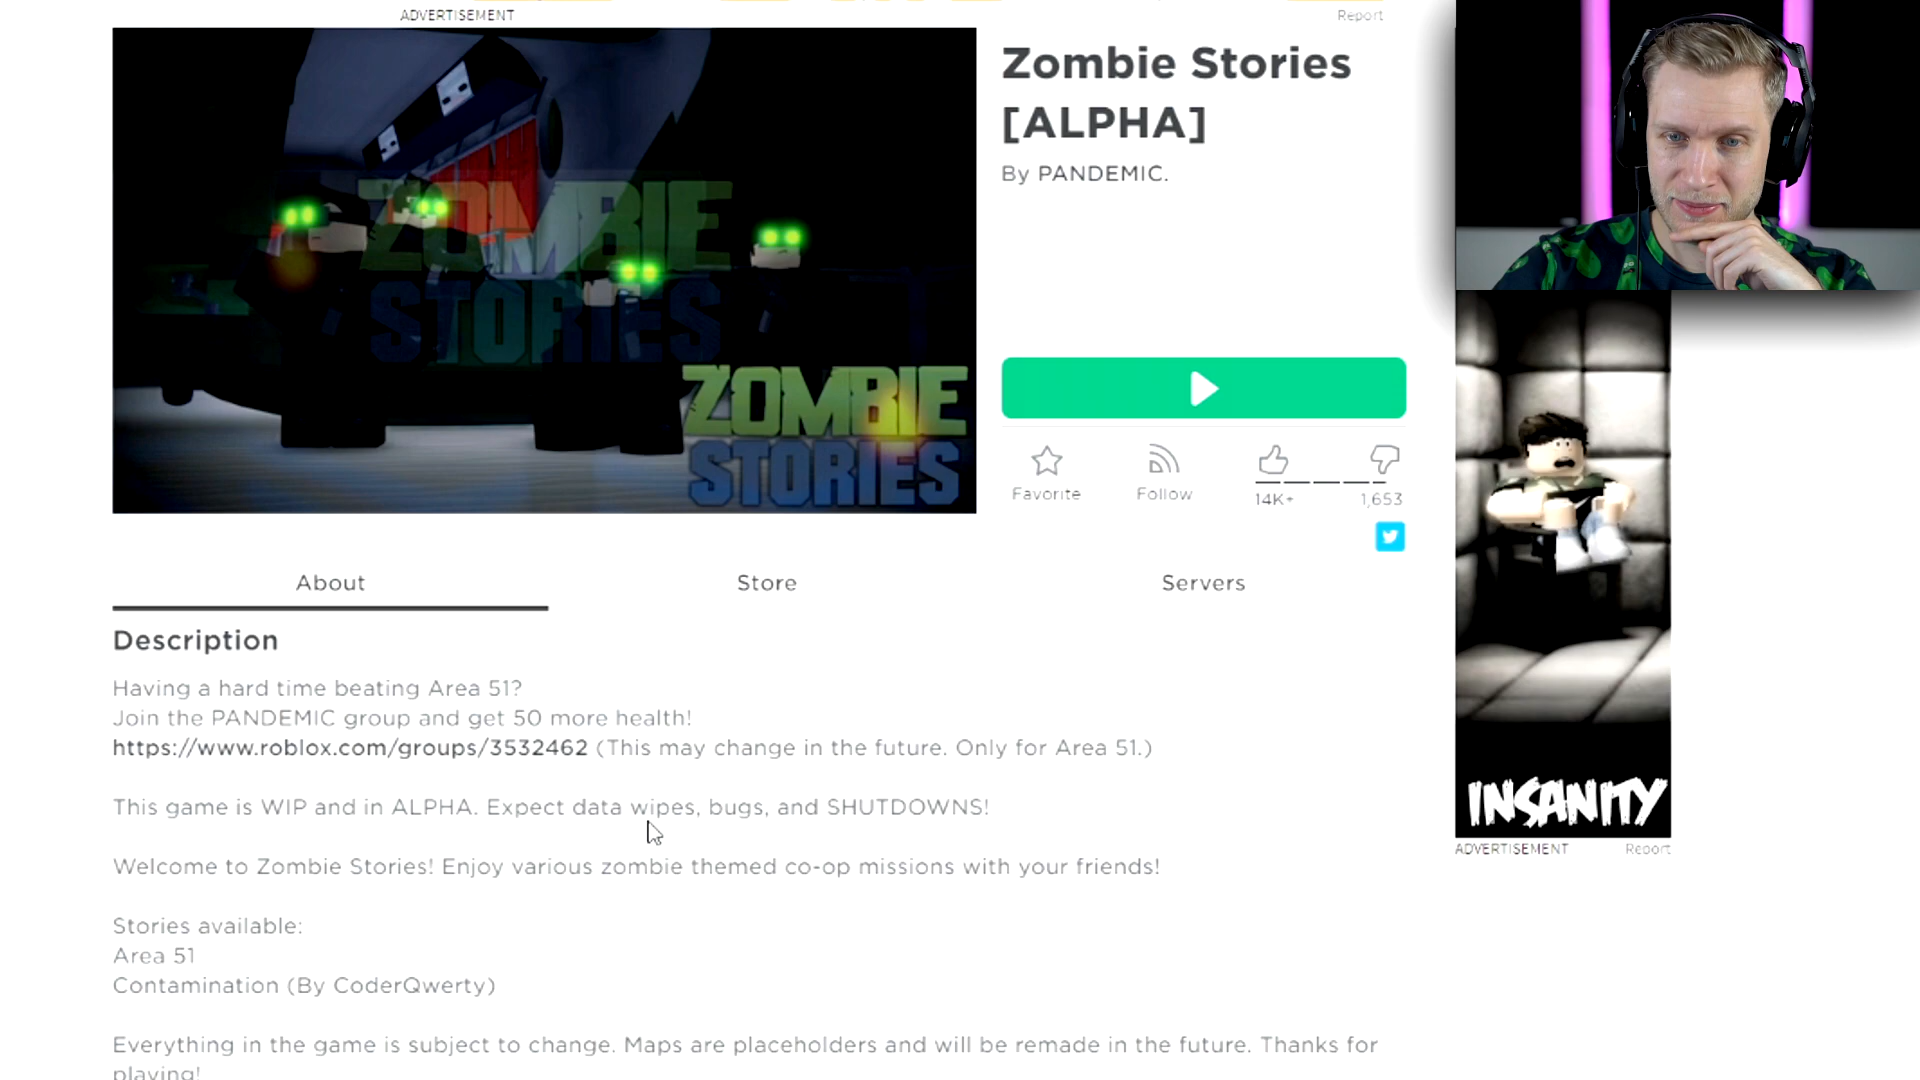 ADVERTISEMENT
Report
ZOMBIE
STORIES
ZOMBIE
STORIES
Zombie Stories
[ALPHA]
By PANDEMIC.
Favorite
Follow
14K+
1,653
About
Store
Servers
Description
Having a hard time beating Area 51?
Join the PANDEMIC group and get 50 more health!
https://www.roblox.com/groups/3532462 (This may change in the future. Only for Area 51.)
This game is WIP and in ALPHA. Expect data wipes, bugs, and SHUTDOWNS!
Welcome to Zombie Stories! Enjoy various zombie themed co-op missions with your friends!
Stories available:
Area 51
Contamination (By CoderQwerty)
Everything in the game is subject to change. Maps are placeholders and will be remade in the future. Thanks for
playing!
INSANITY
ADVERTISEMENT
Report